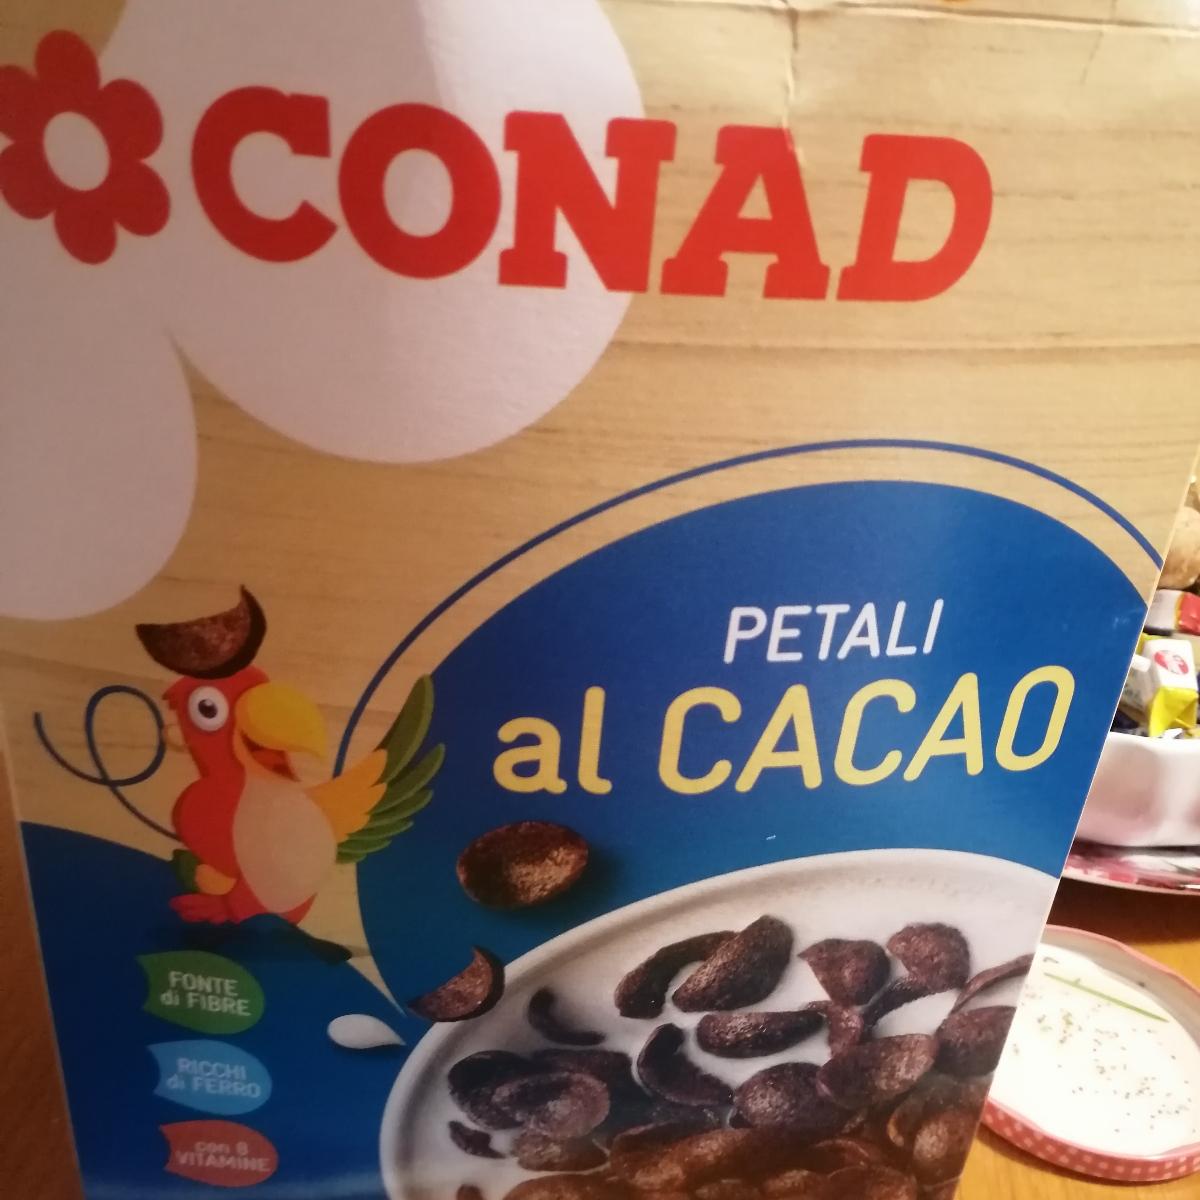 CONAD
PETALI
al CACAO
FONTE
di FIBRE
RICCHI
di FERRO
con 8
VITAMINE